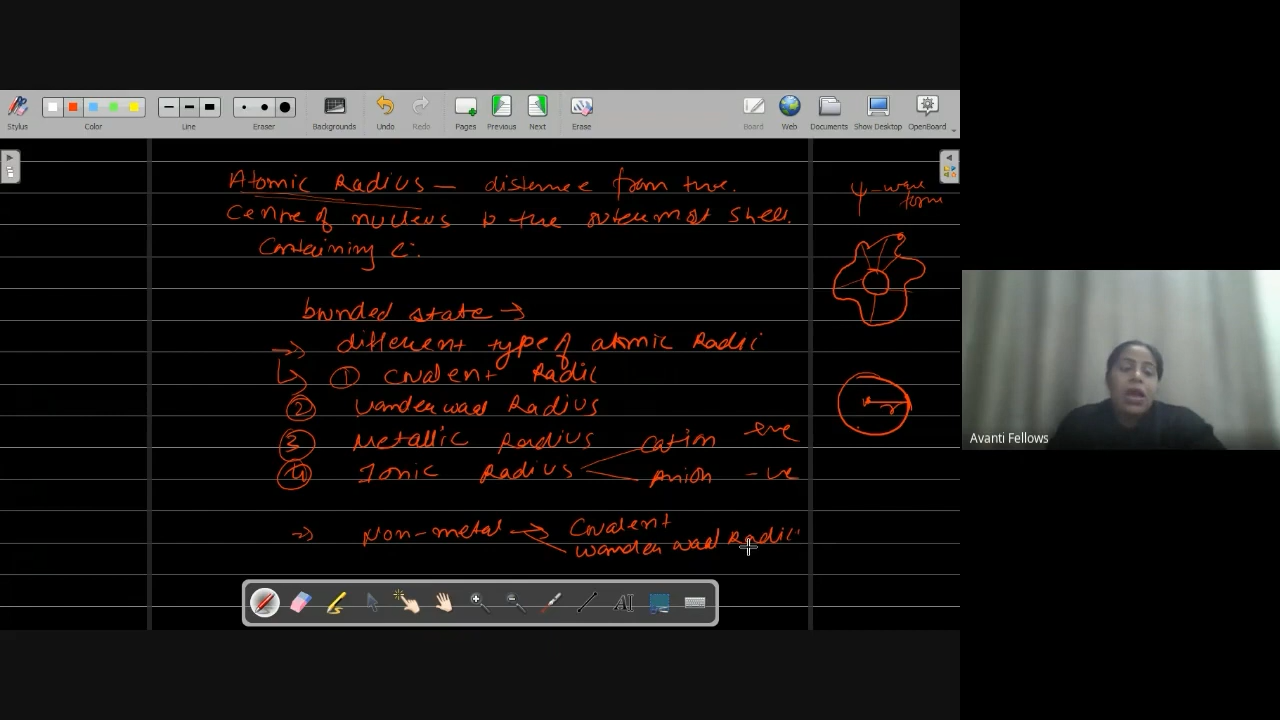 Stylus
Color
Line
Eraser
Backgrounds
Undo
Redo
Pages
Previous
Next
Erase
Board
Web
Documents
Show Desktop
OpenBoard
Atomic Radius — distance from the
Centre of nucleus to the outermost shell.
Containing e-
ψ-wave
form
bonded state →
→ different type of atomic Radii
① Covalent Radii
② Vanderwaal Radius
③ Metallic Radius
④ Ionic Radius
cation +ve
Anion -ve
r
⇒ Non-metal → Covalent
Vander waal Radii
AI
Avanti Fellows